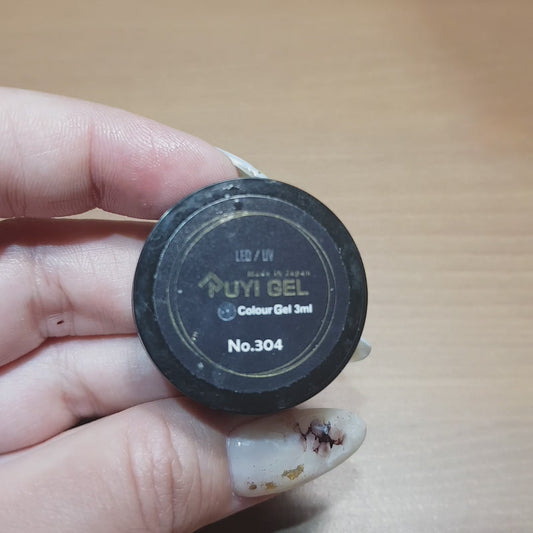 LED / UV
Made in Japan
PUYI GEL
Colour Gel 3ml
No.304